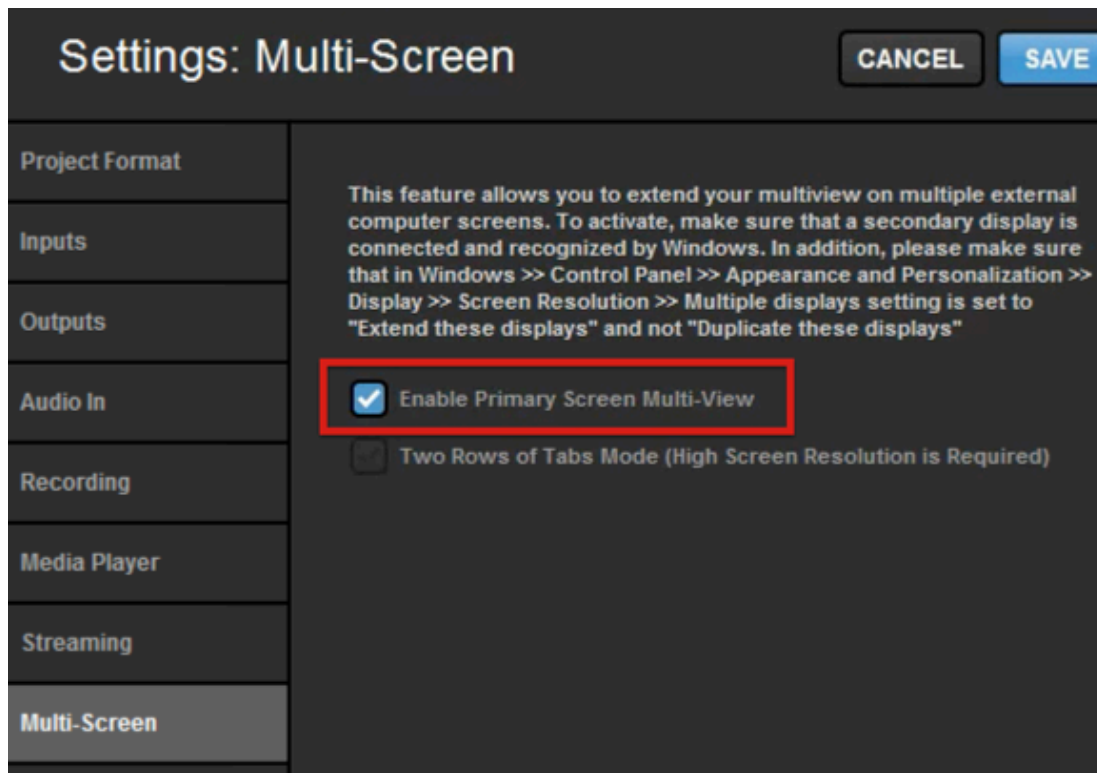 Settings: Multi-Screen
CANCEL
SAVE
Project Format
Inputs
Outputs
Audio In
Recording
Media Player
Streaming
Multi-Screen
This feature allows you to extend your multiview on multiple external
computer screens. To activate, make sure that a secondary display is
connected and recognized by Windows. In addition, please make sure
that in Windows >> Control Panel >> Appearance and Personalization >>
Display >> Screen Resolution >> Multiple displays setting is set to
"Extend these displays" and not "Duplicate these displays"
Enable Primary Screen Multi-View
Two Rows of Tabs Mode (High Screen Resolution is Required)